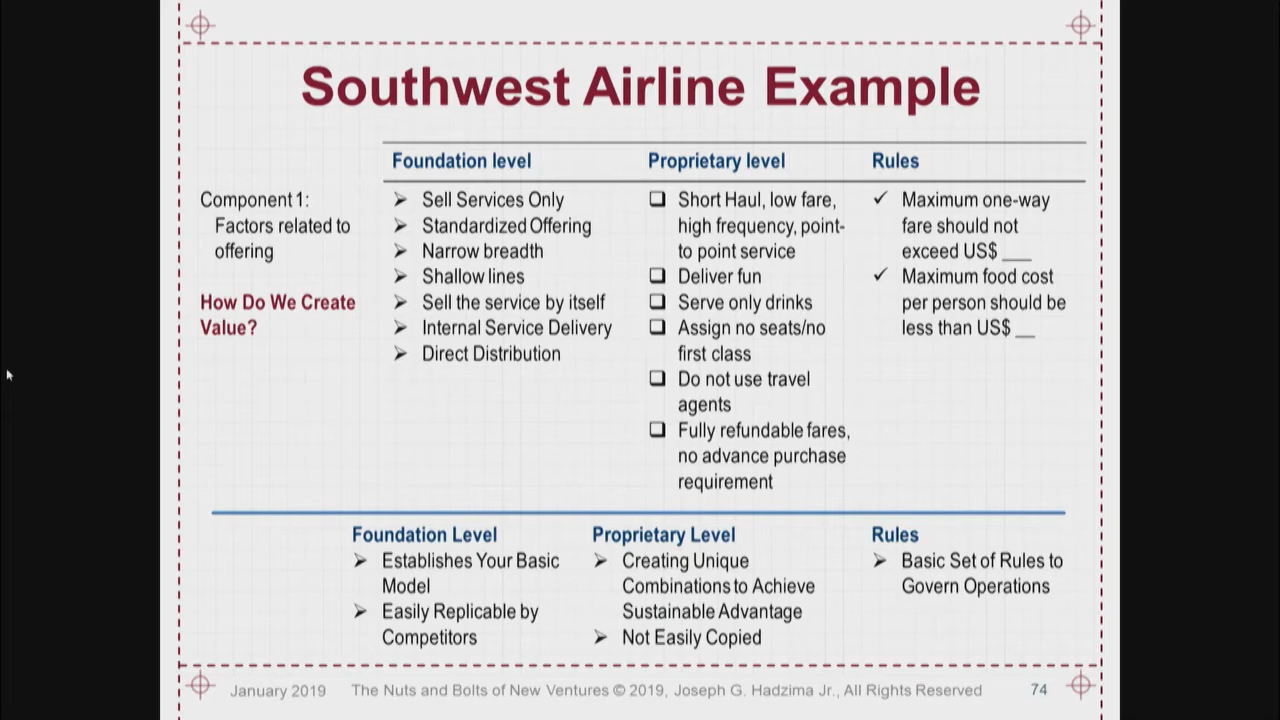 Southwest Airline Example
Foundation level
Proprietary level
Rules
Component 1:
Factors related to
offering
How Do We Create
Value?
Sell Services Only
Standardized Offering
Narrow breadth
Shallow lines
Sell the service by itself
Internal Service Delivery
Direct Distribution
Short Haul, low fare,
high frequency, point-
to point service
Deliver fun
Serve only drinks
Assign no seats/no
first class
Do not use travel
agents
Fully refundable fares,
no advance purchase
requirement
Maximum one-way
fare should not
exceed US$ ___
Maximum food cost
per person should be
less than US$ __
Foundation Level
Establishes Your Basic
Model
Easily Replicable by
Competitors
Proprietary Level
Creating Unique
Combinations to Achieve
Sustainable Advantage
Not Easily Copied
Rules
Basic Set of Rules to
Govern Operations
January 2019 The Nuts and Bolts of New Ventures © 2019, Joseph G. Hadzima Jr., All Rights Reserved 74